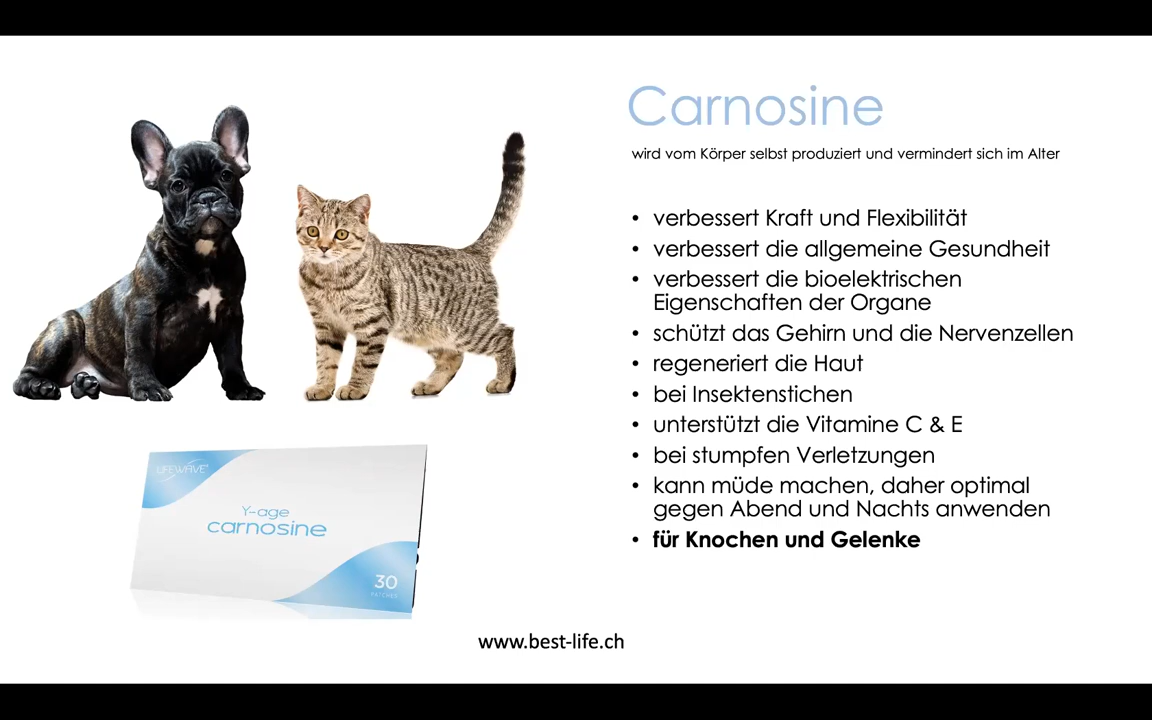 Carnosine
wird vom Körper selbst produziert und vermindert sich im Alter
• verbessert Kraft und Flexibilität
• verbessert die allgemeine Gesundheit
• verbessert die bioelektrischen
Eigenschaften der Organe
• schützt das Gehirn und die Nervenzellen
• regeneriert die Haut
• bei Insektenstichen
• unterstützt die Vitamine C & E
• bei stumpfen Verletzungen
• kann müde machen, daher optimal
gegen Abend und Nachts anwenden
• für Knochen und Gelenke
LIFEWAVE
Y-age
carnosine
30
PATCHES
www.best-life.ch